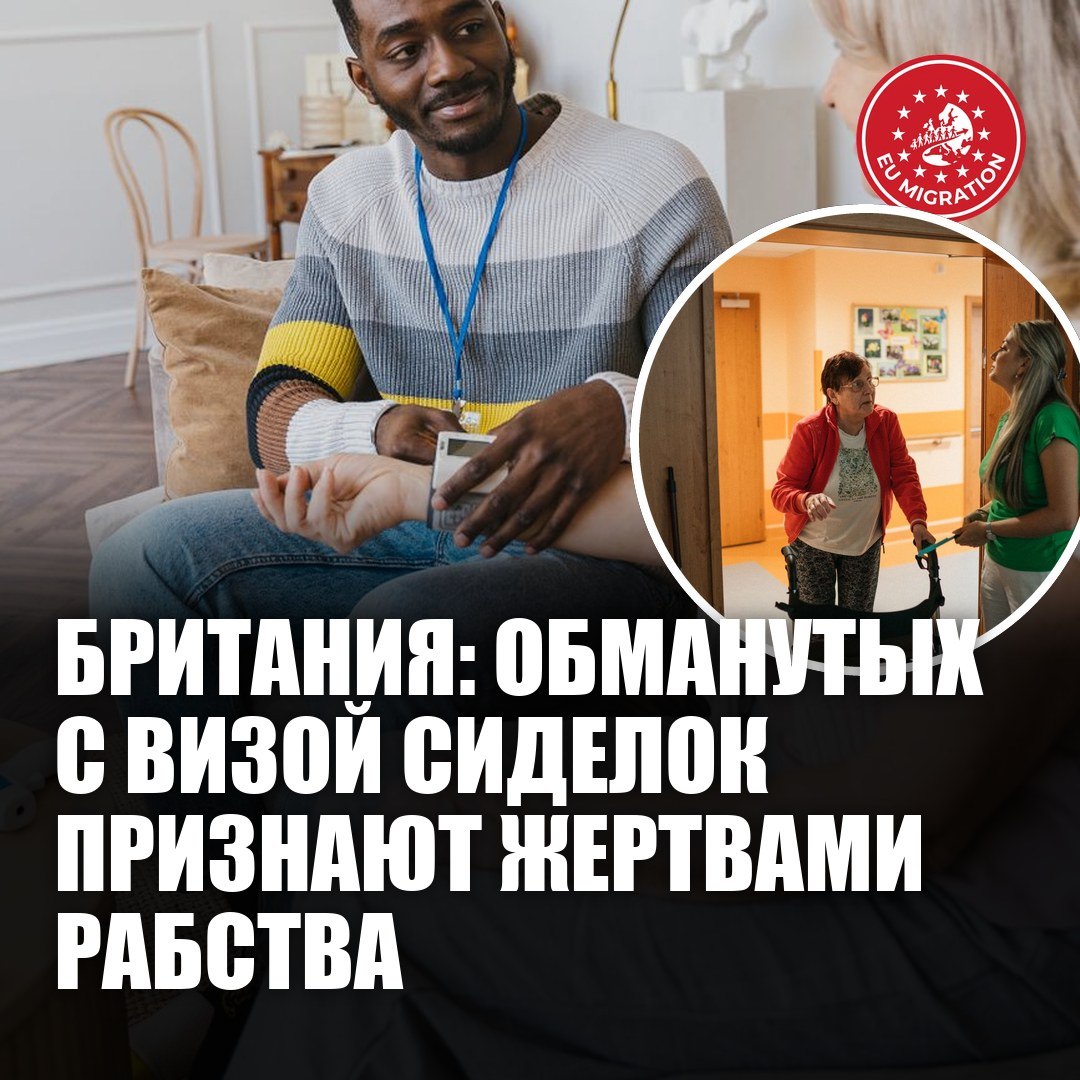 EU MIGRATION
БРИТАНИЯ: ОБМАНУТЫХ
С ВИЗОЙ СИДЕЛОК
ПРИЗНАЮТ ЖЕРТВАМИ
РАБСТВА